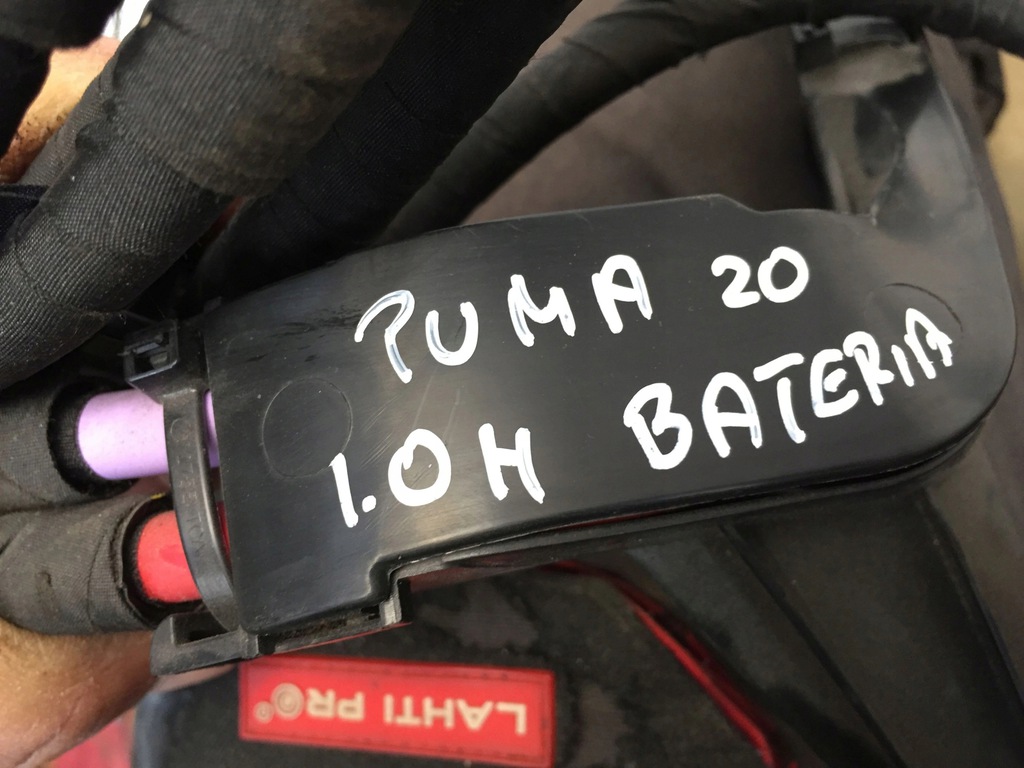 PUMA 20
1.0H BATERIA
LAHTI PRO®